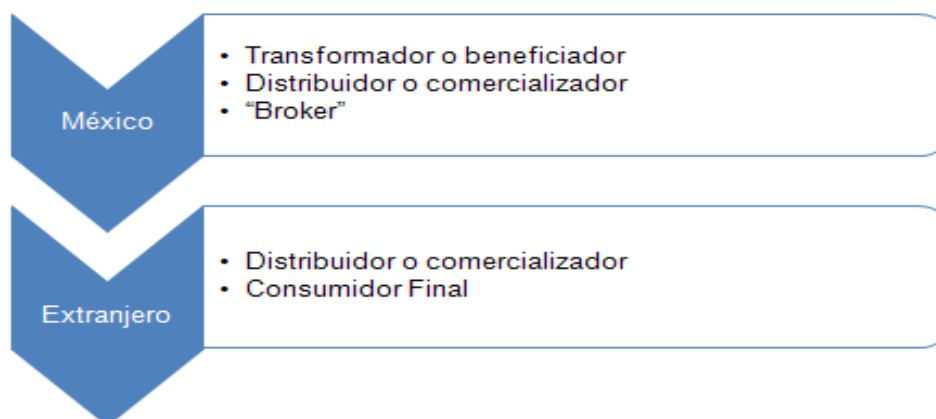 México
• Transformador o beneficiador
• Distribuidor o comercializador
• “Broker”
Extranjero
• Distribuidor o comercializador
• Consumidor Final